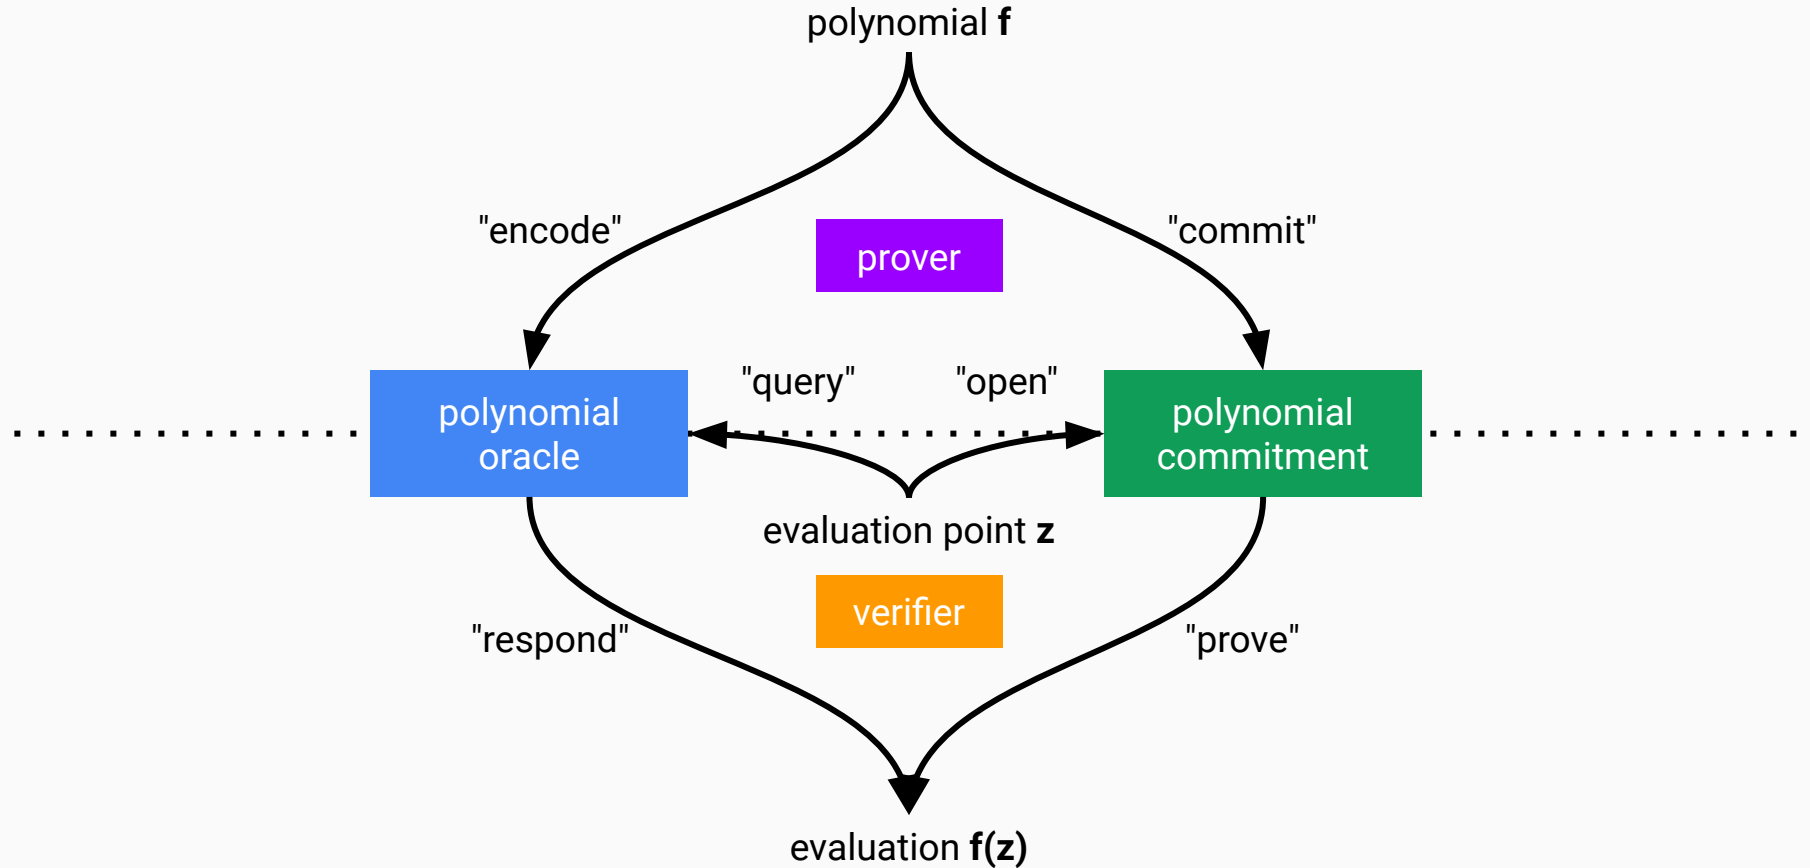 polynomial f
"encode"
"commit"
prover
"query"
"open"
polynomial
oracle
polynomial
commitment
evaluation point z
verifier
"respond"
"prove"
evaluation f(z)